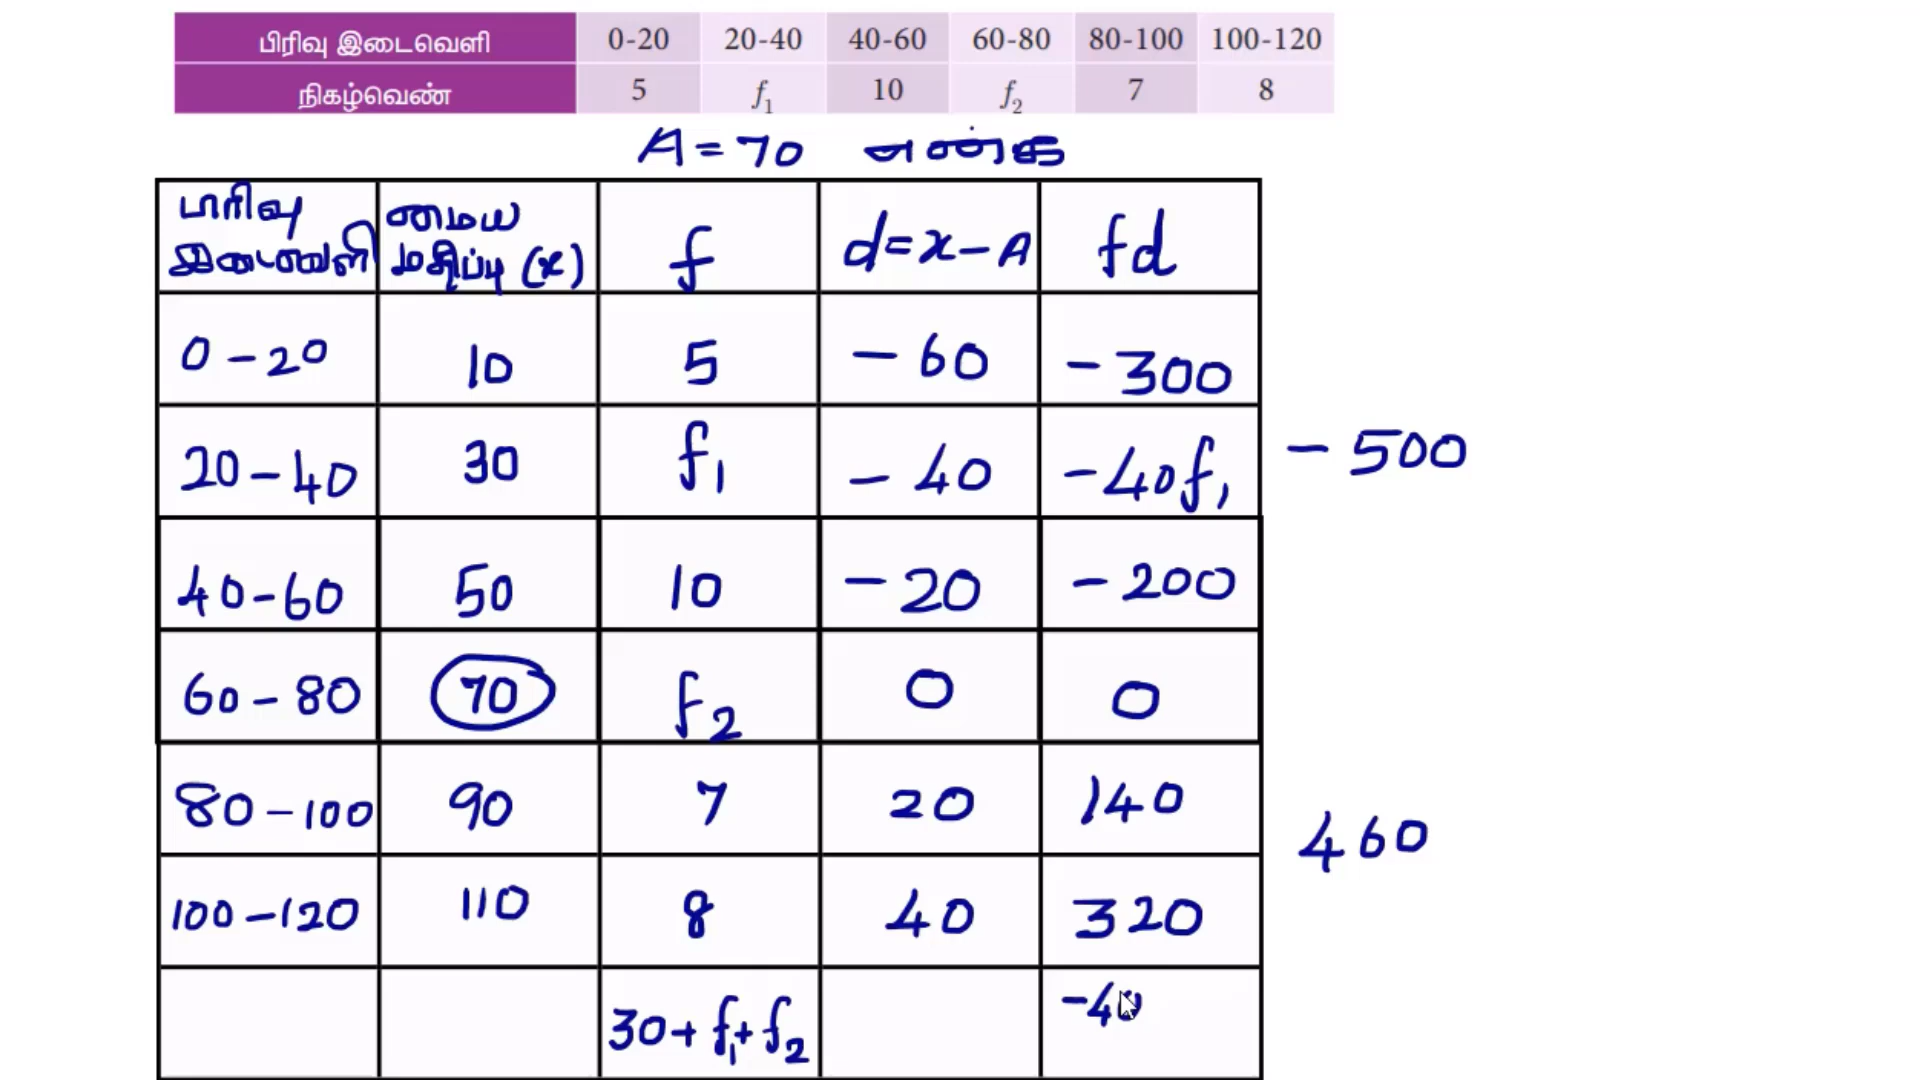 பிரிவு இடைவெளி 0-20 20-40 40-60 60-80 80-100 100-120
நிகழ்வெண் 5 f₁ 10 f₂ 7 8
A = 70 என்க
பிரிவு இடைவெளி மைய மதிப்பு (x) f d = x - A fd
0 - 20 10 5 - 60 - 300
20 - 40 30 f₁ - 40 - 40f₁ - 500
40 - 60 50 10 - 20 - 200
60 - 80 70 f₂ 0 0
80 - 100 90 7 20 140 460
100 - 120 110 8 40 320
30 + f₁ + f₂ -40